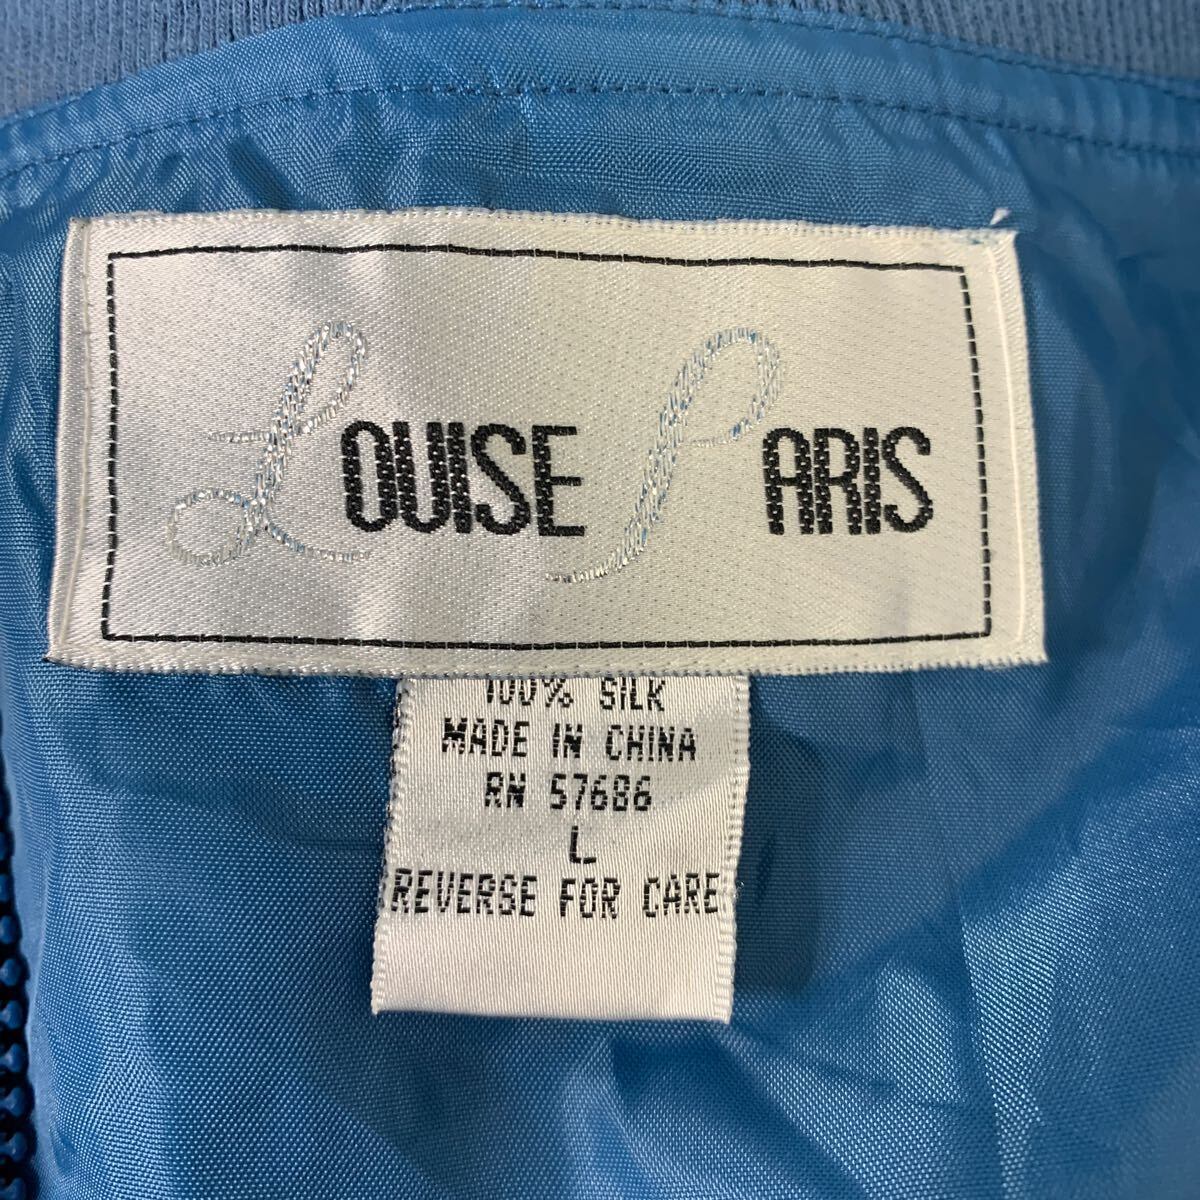 LOUISE PARIS
100% SILK
MADE IN CHINA
RN 57686
L
REVERSE FOR CARE